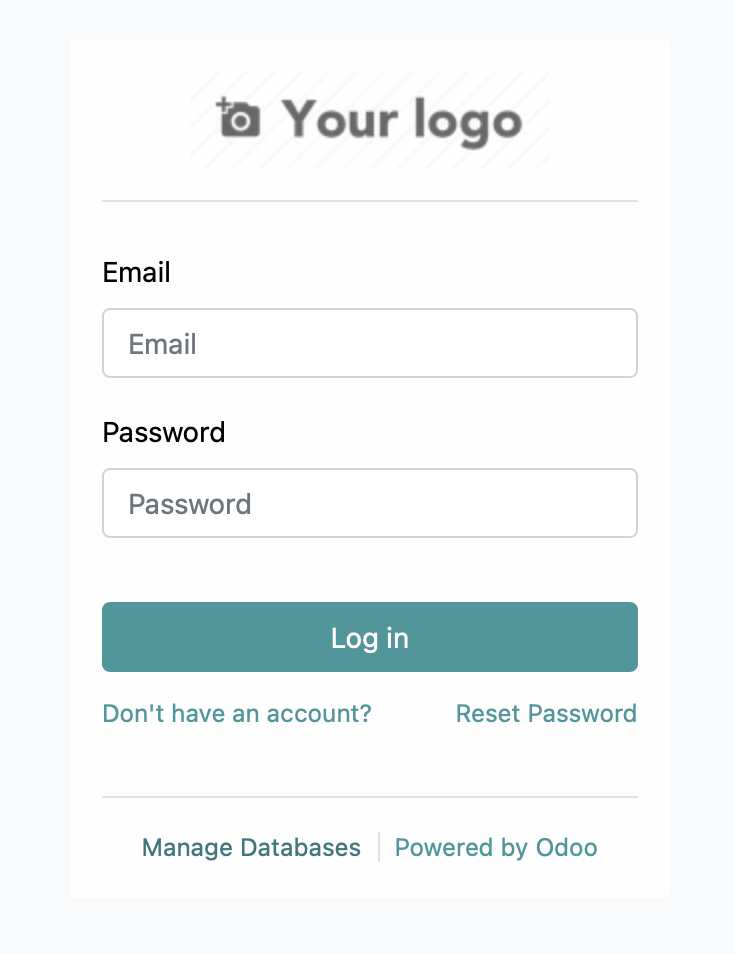 Your logo
Email
Email
Password
Password
Log in
Don't have an account? Reset Password
Manage Databases Powered by Odoo